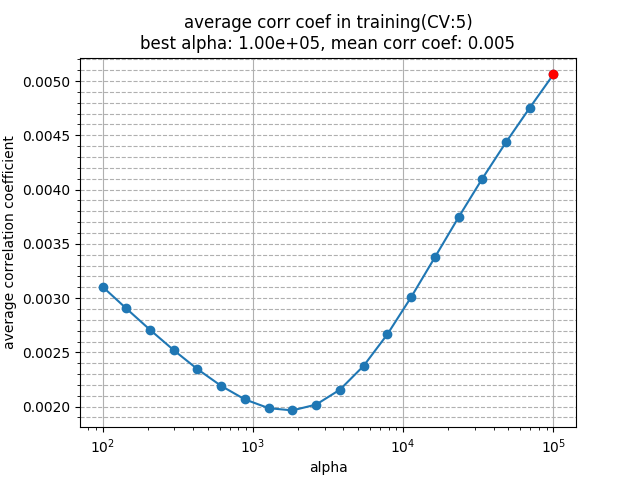 average corr coef in training(CV:5)
best alpha: 1.00e+05, mean corr coef: 0.005
average correlation coefficient
0.0050
0.0045
0.0040
0.0035
0.0030
0.0025
0.0020
10² 10³ 10⁴ 10⁵
alpha